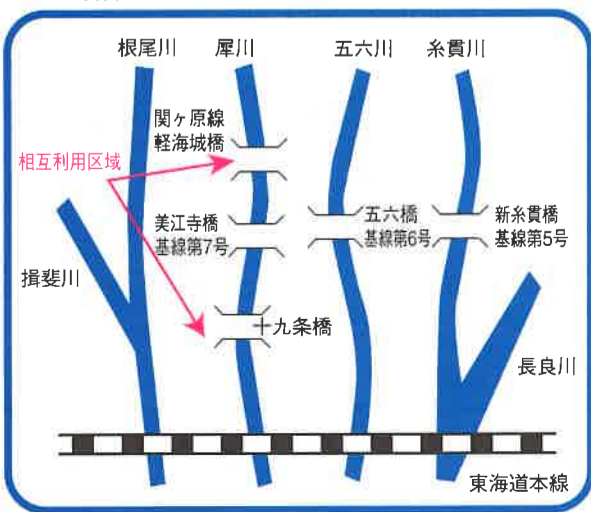 根尾川
犀川
五六川
糸貫川
関ヶ原線
軽海城橋
相互利用区域
美江寺橋
基線第7号
五六橋
基線第6号
新糸貫橋
基線第5号
揖斐川
十九条橋
長良川
東海道本線